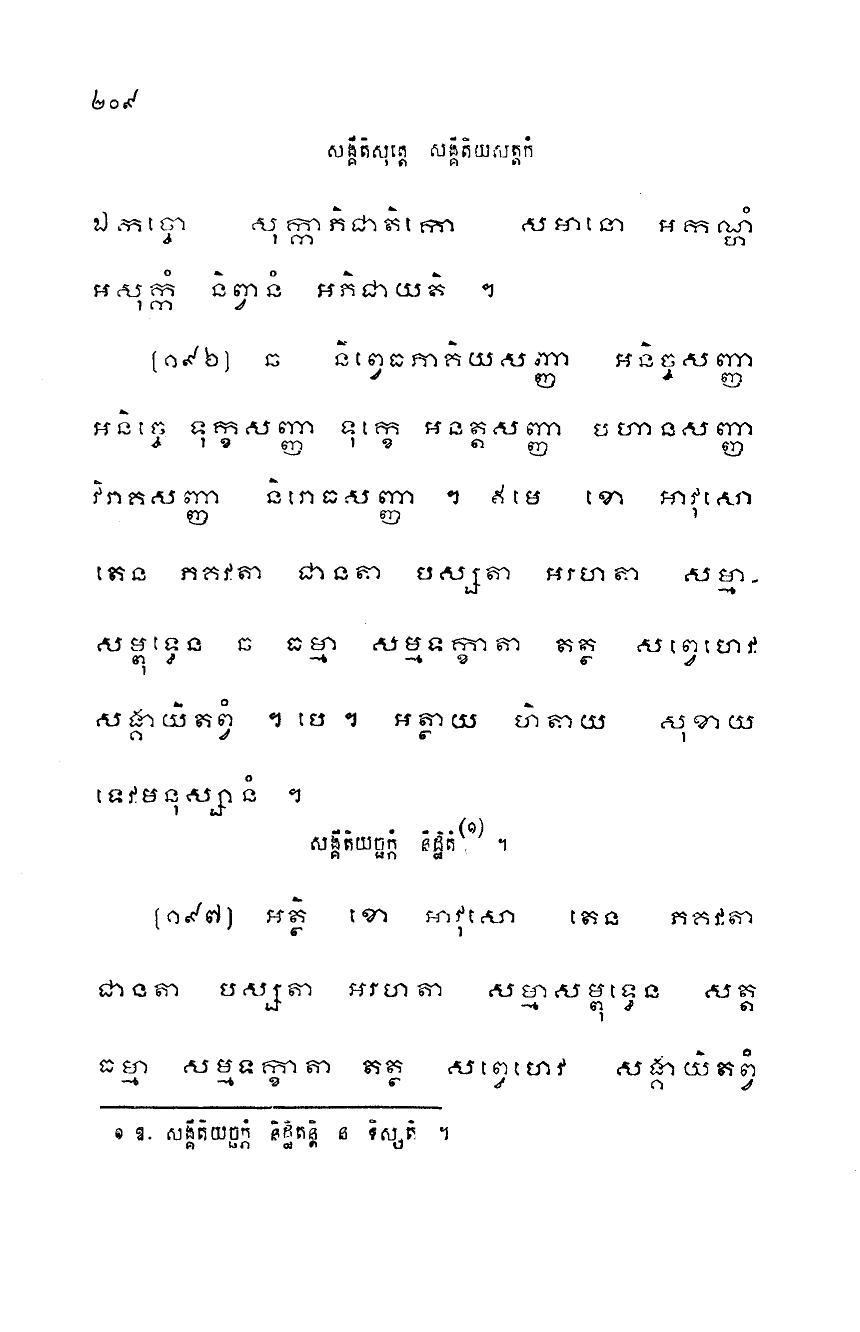 ២០៩
សង្គីតិសុត្តេ សង្គីតិយសត្តកំ
ឯកច្ចោ សុក្កាភិជាតិកោ សមានោ អកណ្ហំ
អសុក្កំ និព្វានំ អភិជាយតិ ។
(១៩៦) ឆ និព្វេធភាគិយសញ្ញា អនិច្ចសញ្ញា
អនិច្ចេ ទុក្ខសញ្ញា ទុក្ខេ អនត្តសញ្ញា បហានសញ្ញា
វិរាគសញ្ញា និរោធសញ្ញា ។ ឥមេ ខោ អាវុសោ
តេន ភគវតា ជានតា បស្សតា អរហតា សម្មា-
សម្ពុទ្ធេន ឆ ធម្មា សម្មទក្ខាតា តត្ថ សព្វេហេវ
សង្គាយិតព្វំ ។ បេ ។ អត្ថាយ ហិតាយ សុខាយ
ទេវមនុស្សានំ ។
សង្គីតិយច្ឆក្កំ និដ្ឋិតំ (១) ។
(១៩៧) អត្ថិ ខោ អាវុសោ តេន ភគវតា
ជានតា បស្សតា អរហតា សម្មាសម្ពុទ្ធេន សត្ត
ធម្មា សម្មទក្ខាតា តត្ថ សព្វេហេវ សង្គាយិតព្វំ
១ ឱ. សង្គីតិយច្ឆក្កំ និដ្ឋិតន្តិ ន ទិស្សតិ ។